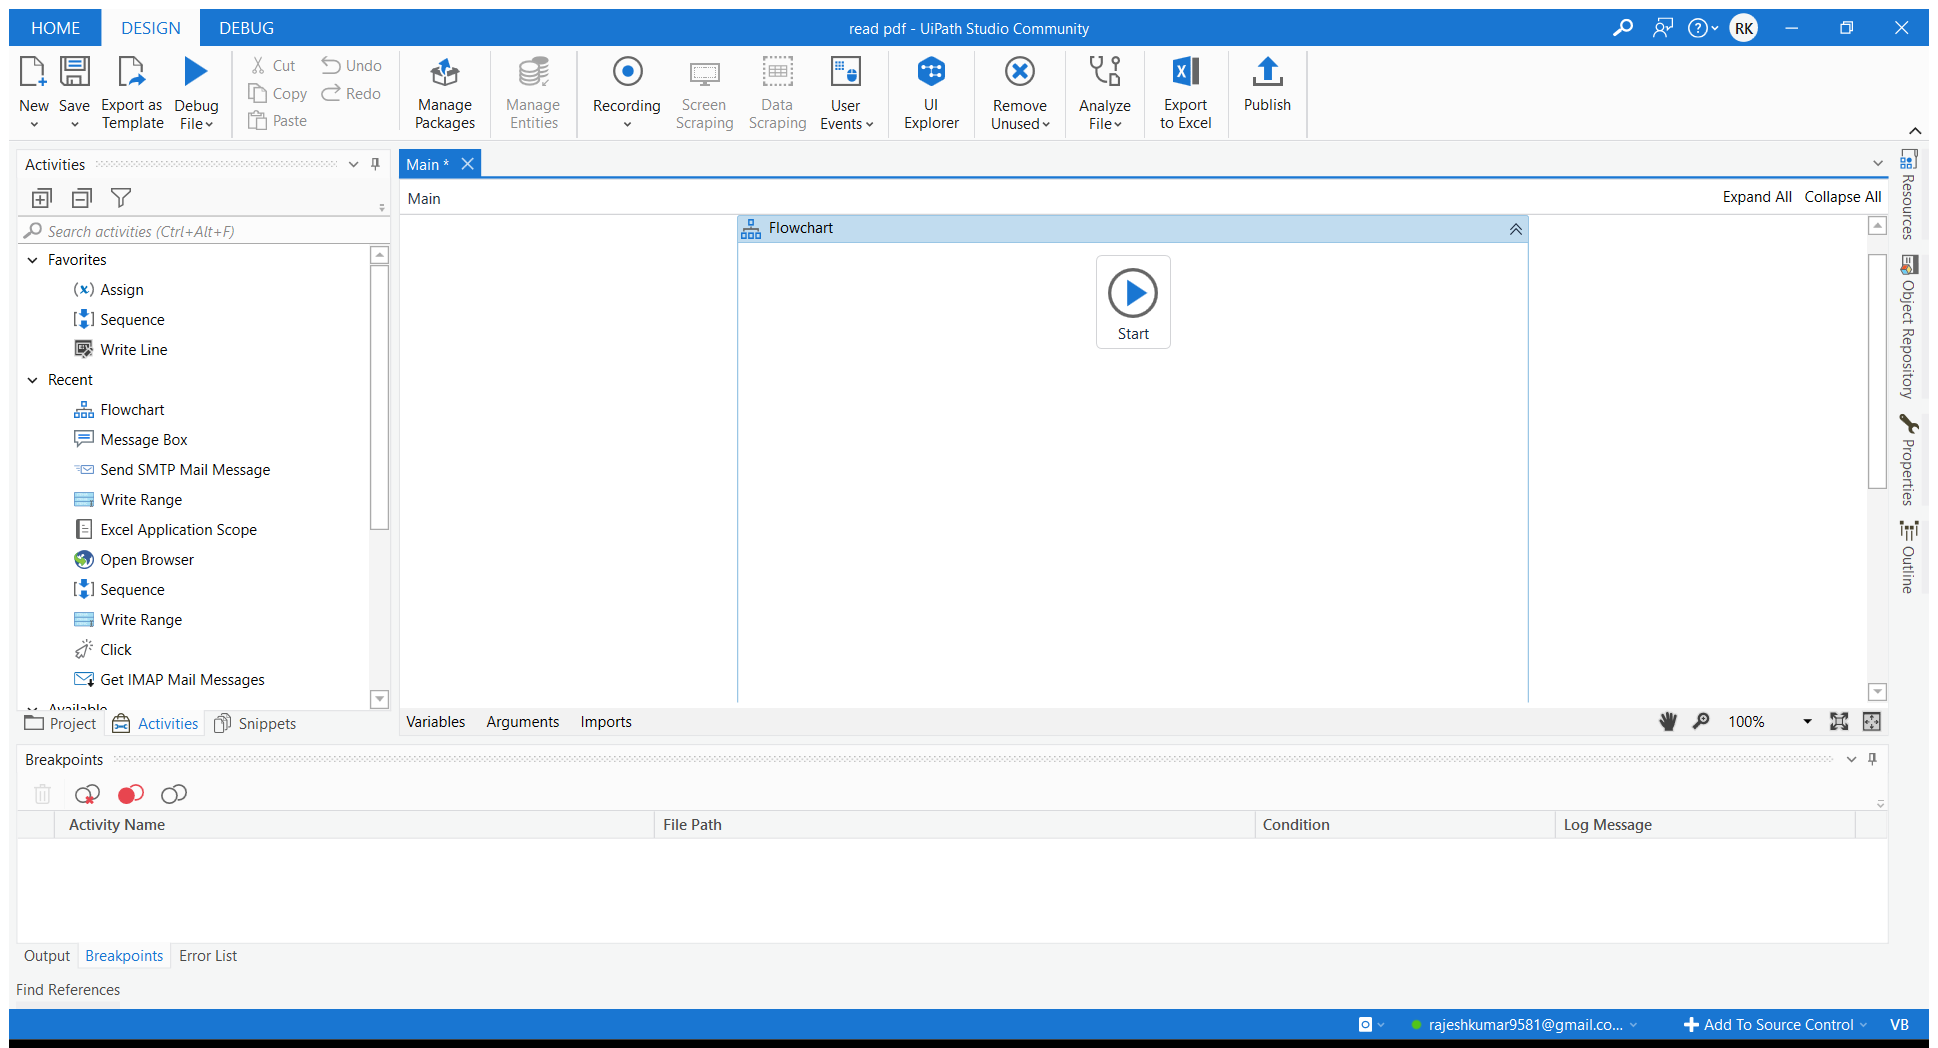 HOME DESIGN DEBUG
read pdf - UiPath Studio Community
RK
New
Save
Export as
Template
Debug
File
Cut
Copy
Paste
Undo
Redo
Manage
Packages
Manage
Entities
Recording
Screen
Scraping
Data
Scraping
User
Events
UI
Explorer
Remove
Unused
Analyze
File
Export
to Excel
Publish
Activities
Search activities (Ctrl+Alt+F)
Favorites
Assign
Sequence
Write Line
Recent
Flowchart
Message Box
Send SMTP Mail Message
Write Range
Excel Application Scope
Open Browser
Sequence
Write Range
Click
Get IMAP Mail Messages
Available
Project Activities Snippets
Main *
Main
Expand All Collapse All
Flowchart
Start
Variables Arguments Imports
100%
Resources
Object Repository
Properties
Outline
Breakpoints
Activity Name File Path Condition Log Message
Output Breakpoints Error List
Find References
rajeshkumar9581@gmail.co... Add To Source Control VB